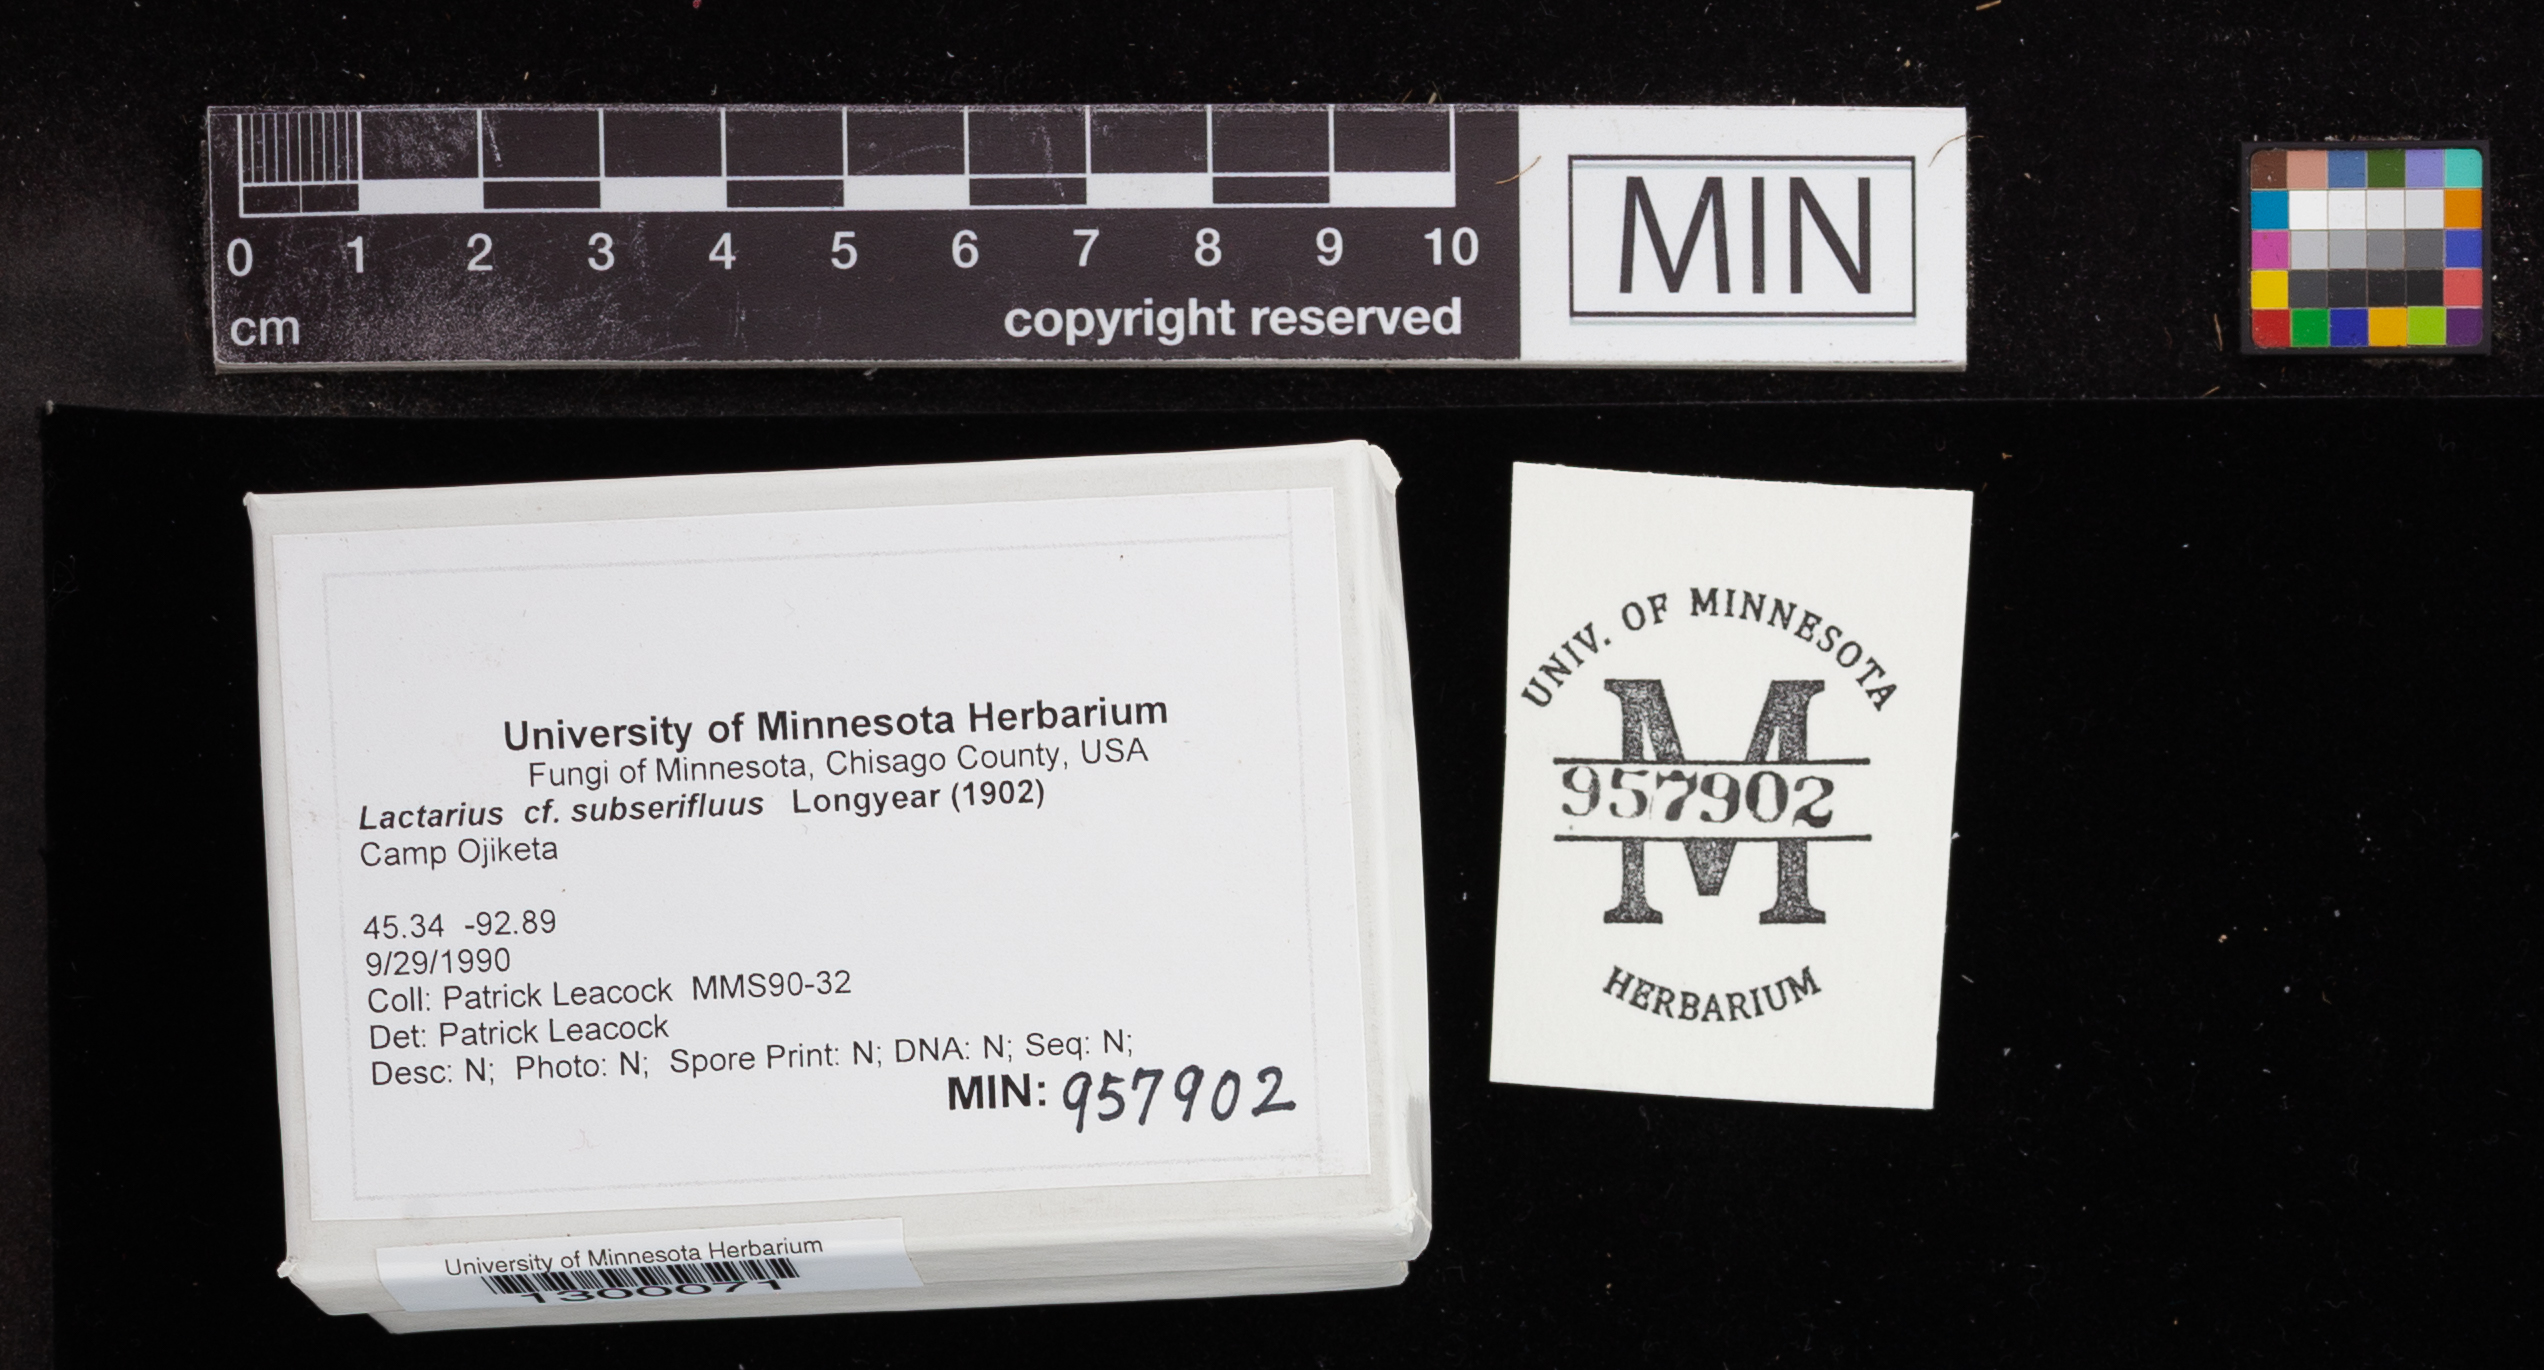 0 1 2 3 4 5 6 7 8 9 10
cm
copyright reserved
MIN
University of Minnesota Herbarium
Fungi of Minnesota, Chisago County, USA
Lactarius cf. subserifluus Longyear (1902)
Camp Ojiketa
45.34 -92.89
9/29/1990
Coll: Patrick Leacock MMS90-32
Det: Patrick Leacock
Desc: N; Photo: N; Spore Print: N; DNA: N; Seq: N;
MIN: 957902
University of Minnesota Herbarium
1300071
UNIV. OF MINNESOTA
M
957902
HERBARIUM